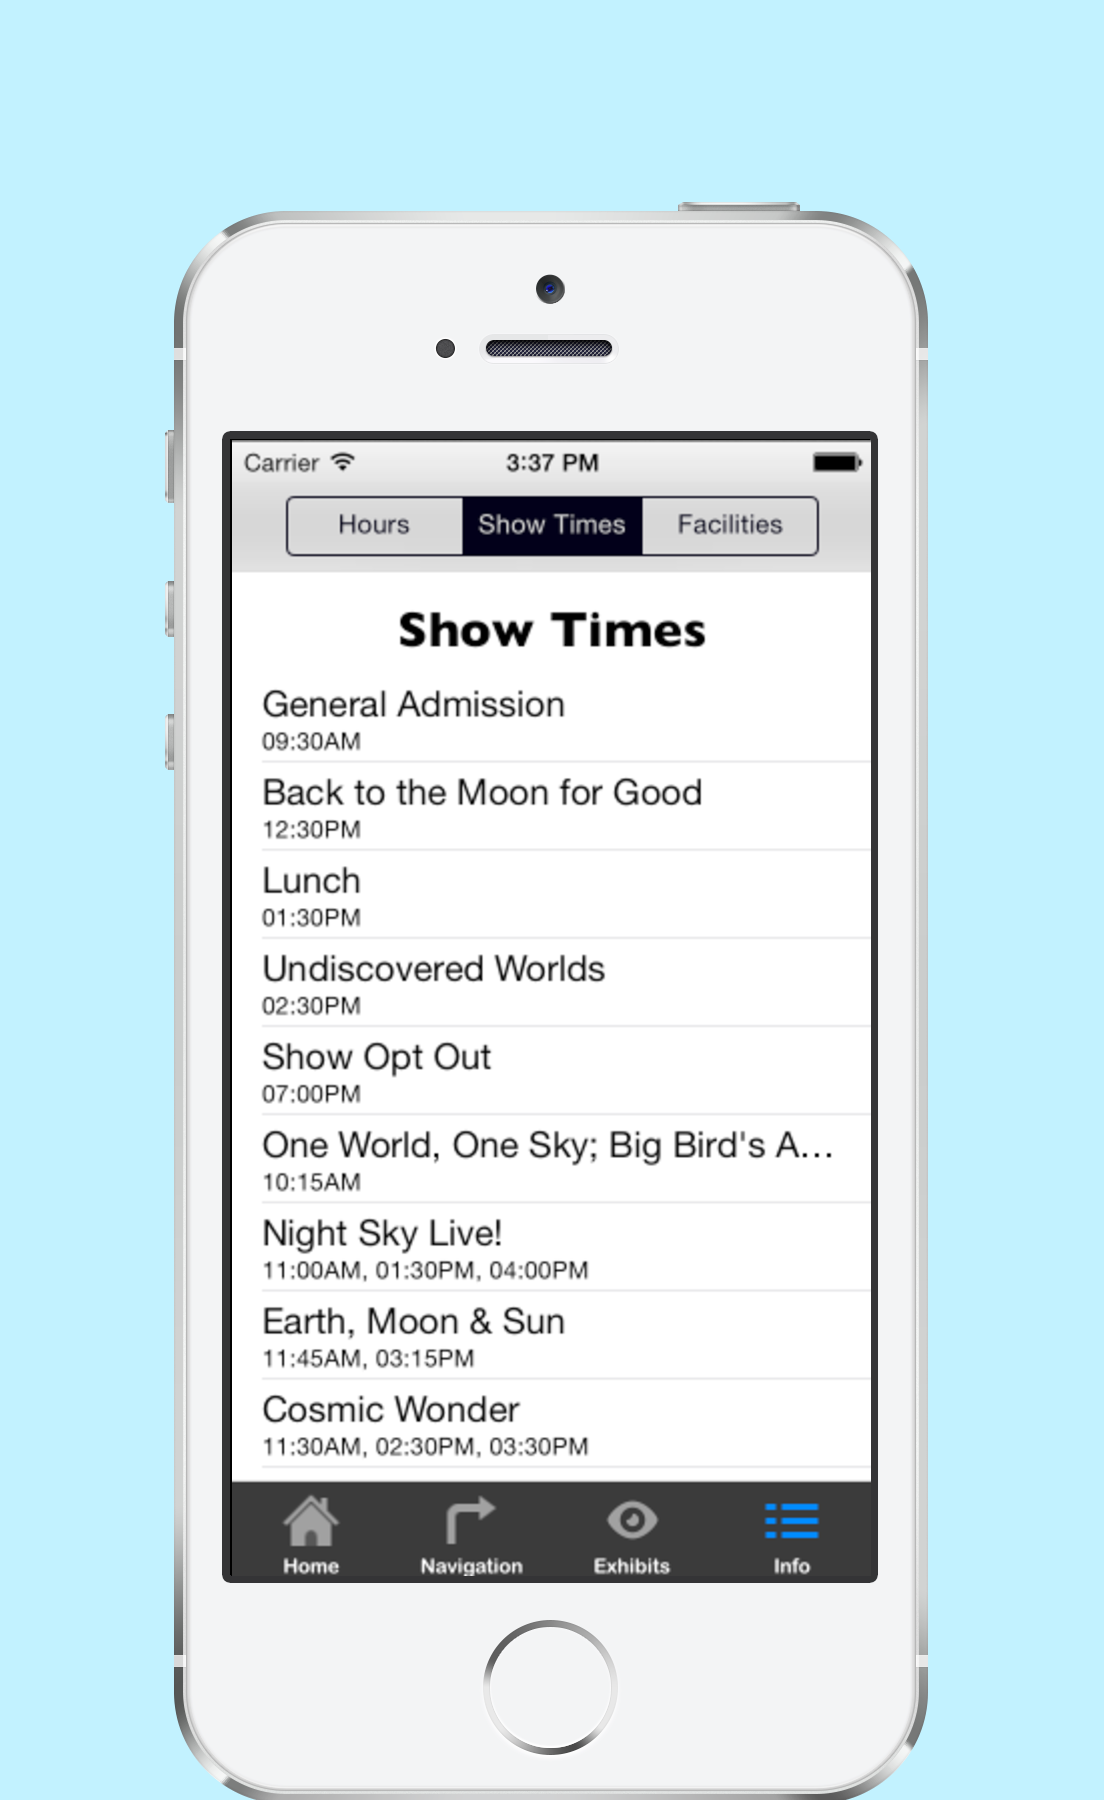 Carrier 3:37 PM
Hours Show Times Facilities
Show Times
General Admission
09:30AM
Back to the Moon for Good
12:30PM
Lunch
01:30PM
Undiscovered Worlds
02:30PM
Show Opt Out
07:00PM
One World, One Sky; Big Bird's A...
10:15AM
Night Sky Live!
11:00AM, 01:30PM, 04:00PM
Earth, Moon & Sun
11:45AM, 03:15PM
Cosmic Wonder
11:30AM, 02:30PM, 03:30PM
Home Navigation Exhibits Info